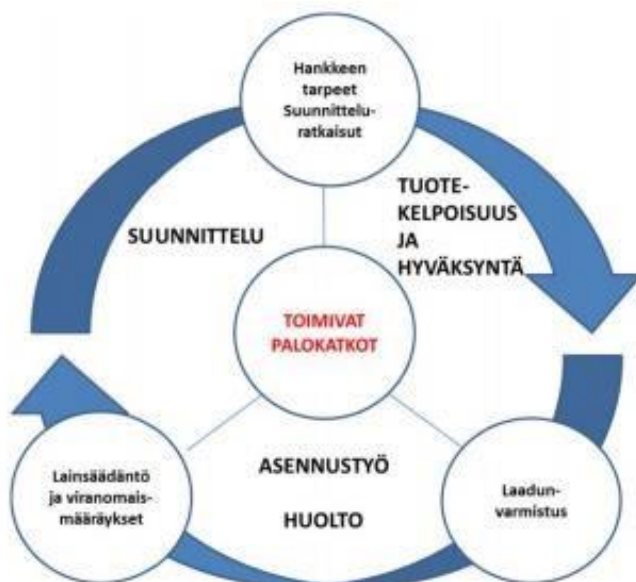 Hankkeen
tarpeet
Suunnittelu-
ratkaisut
SUUNNITTELU
TUOTE-
KELPOISUUS
JA
HYVÄKSYNTÄ
TOIMIVAT
PALOKATKOT
Lainsäädäntö
ja viranomais-
määräykset
ASENNUSTYÖ
HUOLTO
Laadun-
varmistus